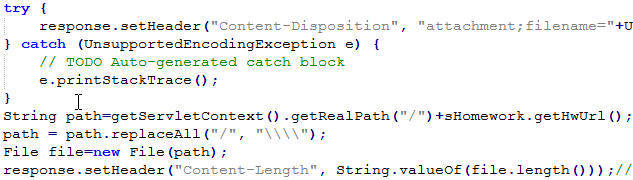 try {
response.setHeader("Content-Disposition", "attachment;filename="+U
} catch (UnsupportedEncodingException e) {
// TODO Auto-generated catch block
e.printStackTrace();
}
String path=getServletContext().getRealPath("/")+sHomework.getHwUrl();
path = path.replaceAll("/", "\\\\");
File file=new File(path);
response.setHeader("Content-Length", String.valueOf(file.length()));//